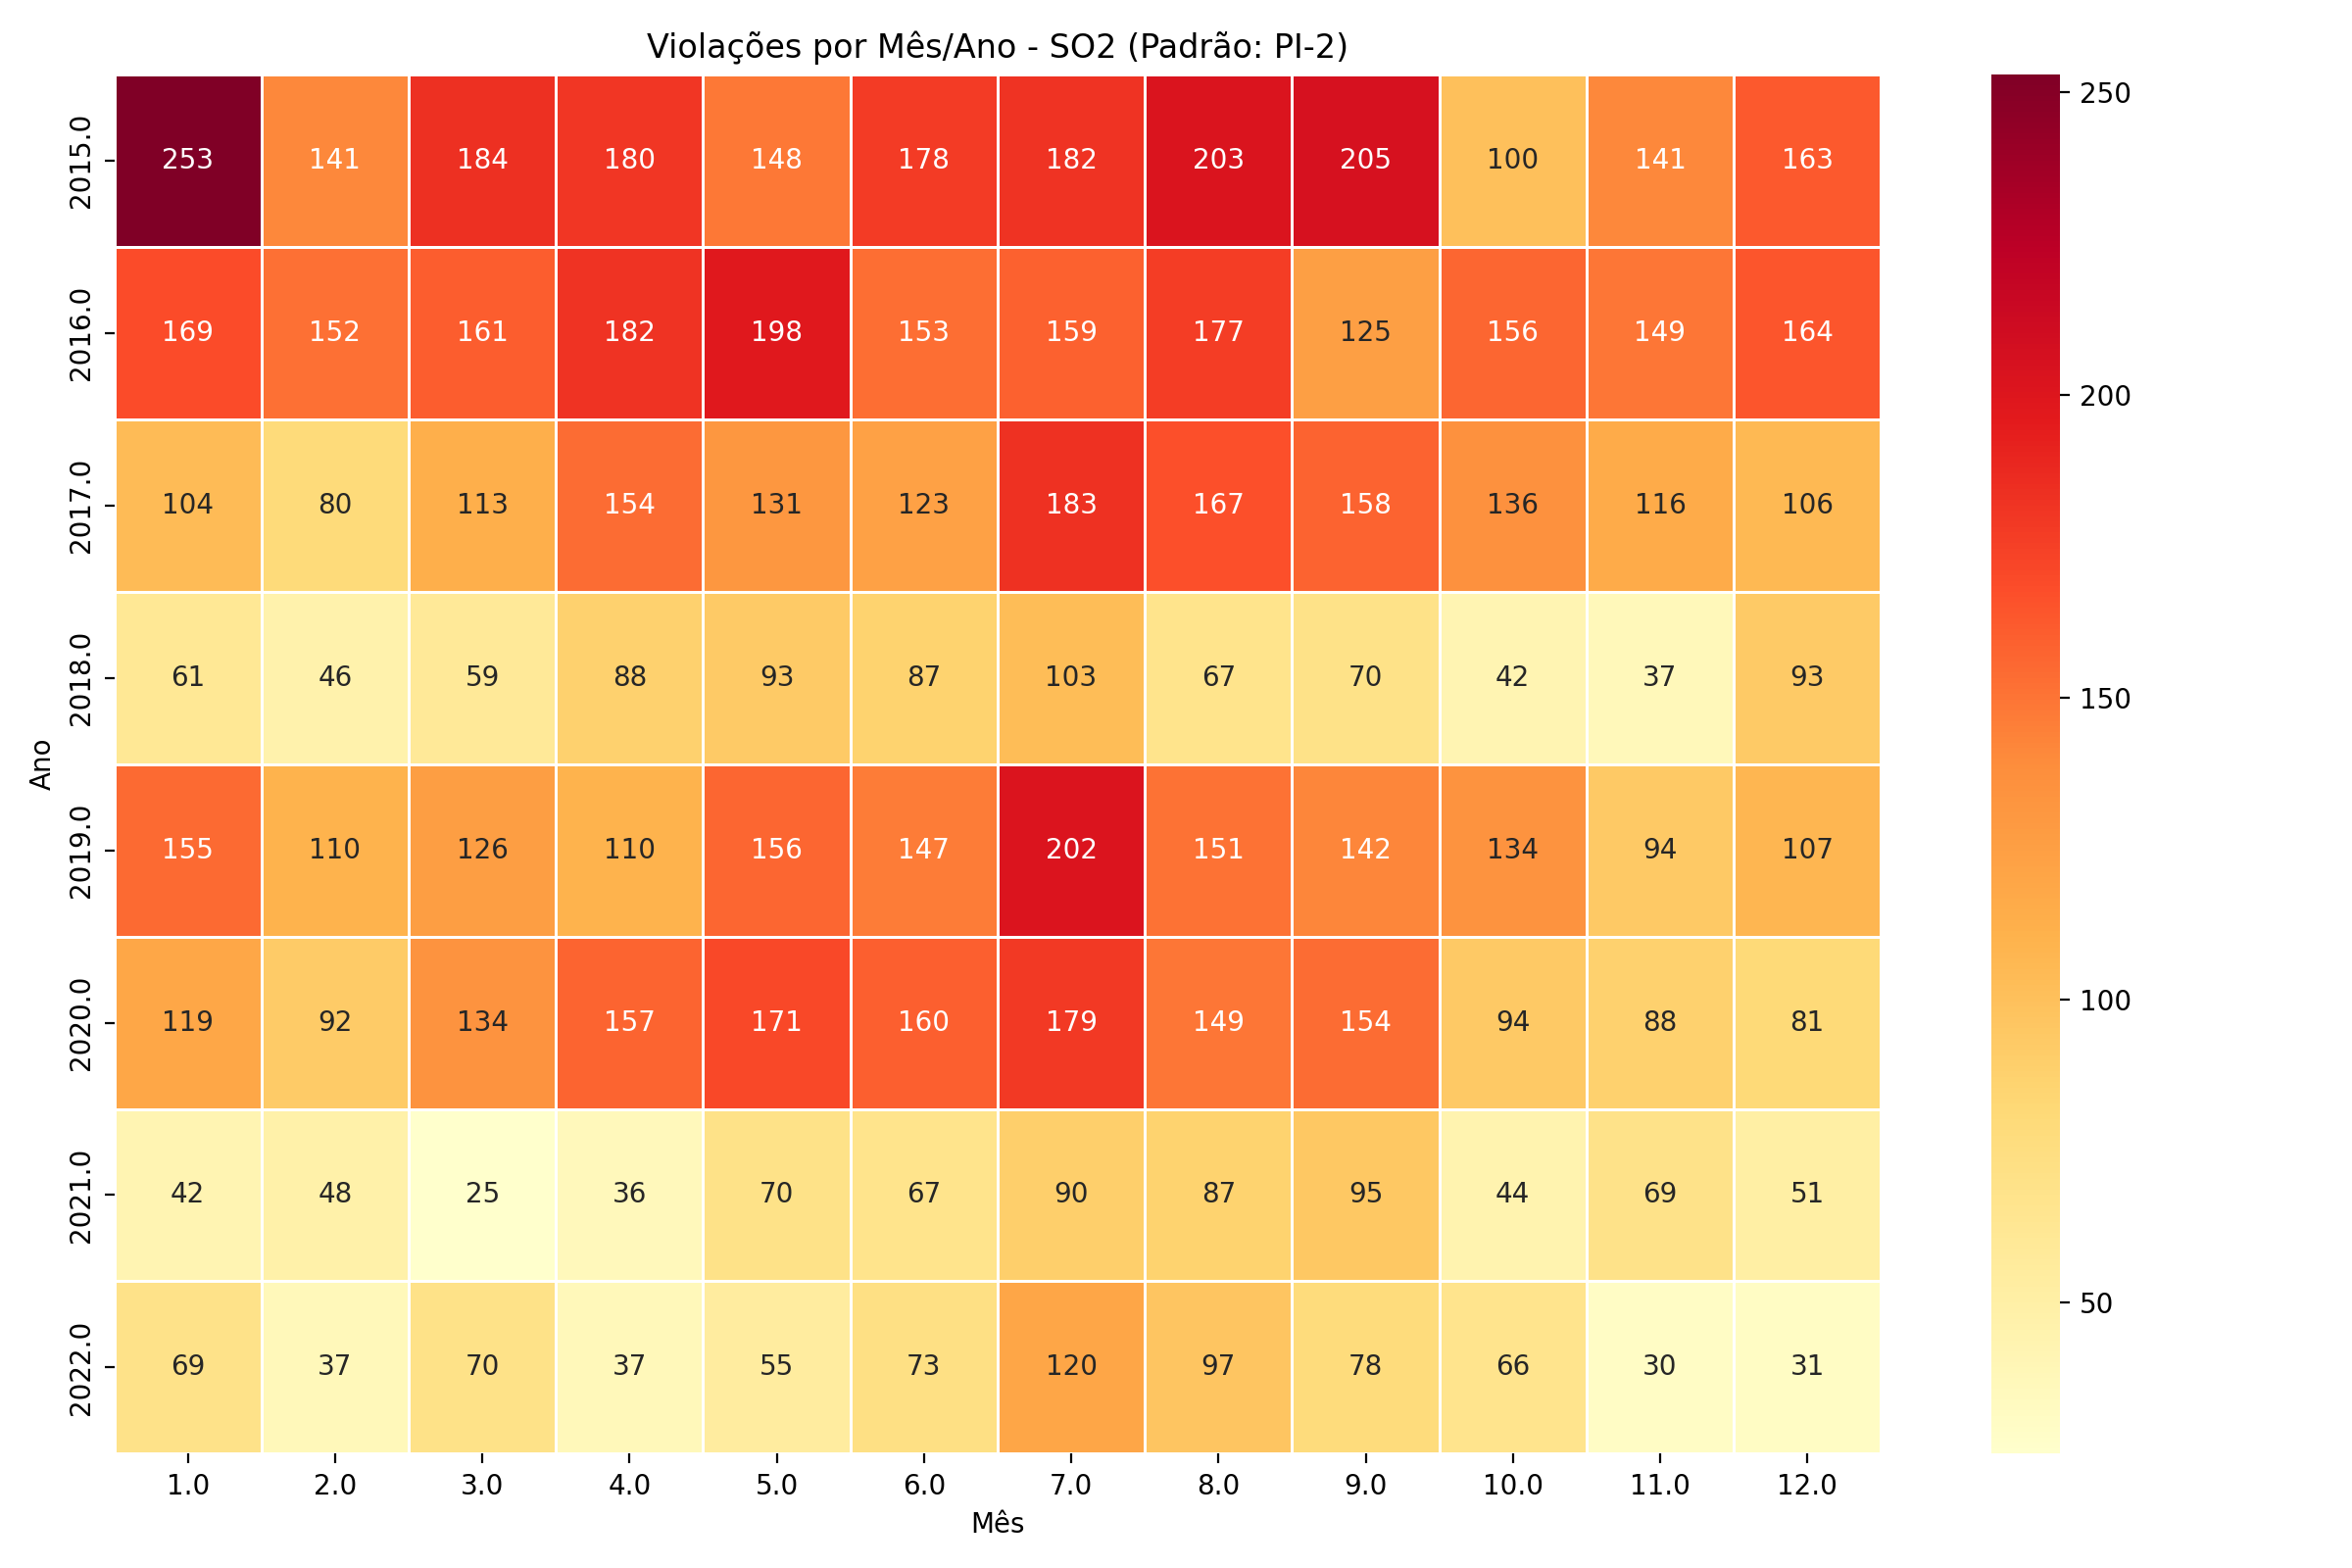 Violações por Mês/Ano - SO2 (Padrão: PI-2)
2015.0 253 141 184 180 148 178 182 203 205 100 141 163
2016.0 169 152 161 182 198 153 159 177 125 156 149 164
2017.0 104 80 113 154 131 123 183 167 158 136 116 106
2018.0 61 46 59 88 93 87 103 67 70 42 37 93
2019.0 155 110 126 110 156 147 202 151 142 134 94 107
2020.0 119 92 134 157 171 160 179 149 154 94 88 81
2021.0 42 48 25 36 70 67 90 87 95 44 69 51
2022.0 69 37 70 37 55 73 120 97 78 66 30 31
1.0 2.0 3.0 4.0 5.0 6.0 7.0 8.0 9.0 10.0 11.0 12.0
Mês
Ano
250
200
150
100
50